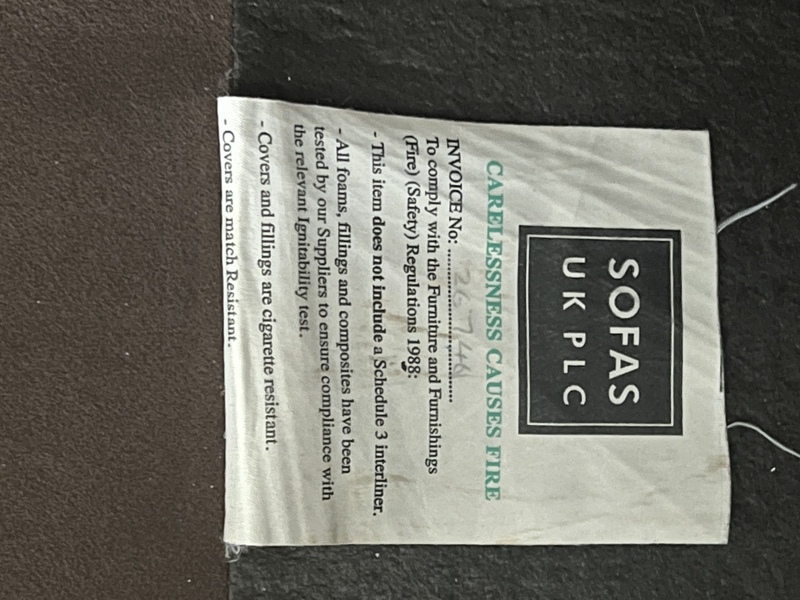 SOFAS
UK PLC
CARELESSNESS CAUSES FIRE
INVOICE No: ........26746........
To comply with the Furniture and Furnishings
(Fire) (Safety) Regulations 1988:
- This item does not include a Schedule 3 interliner.
- All foams, fillings and composites have been
tested by our Suppliers to ensure compliance with
the relevant Ignitability test.
- Covers and fillings are cigarette resistant.
- Covers are match Resistant.